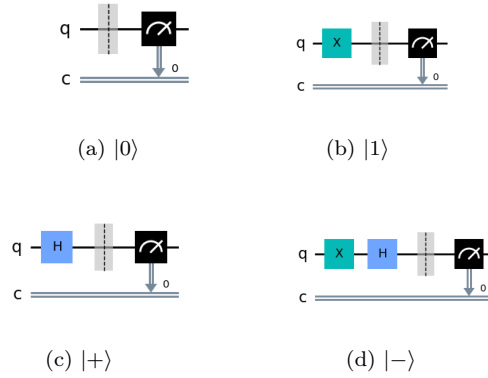 q
0
c
(a) |0⟩
q X
0
c
(b) |1⟩
q H
0
c
(c) |+⟩
q X H
0
c
(d) |−⟩